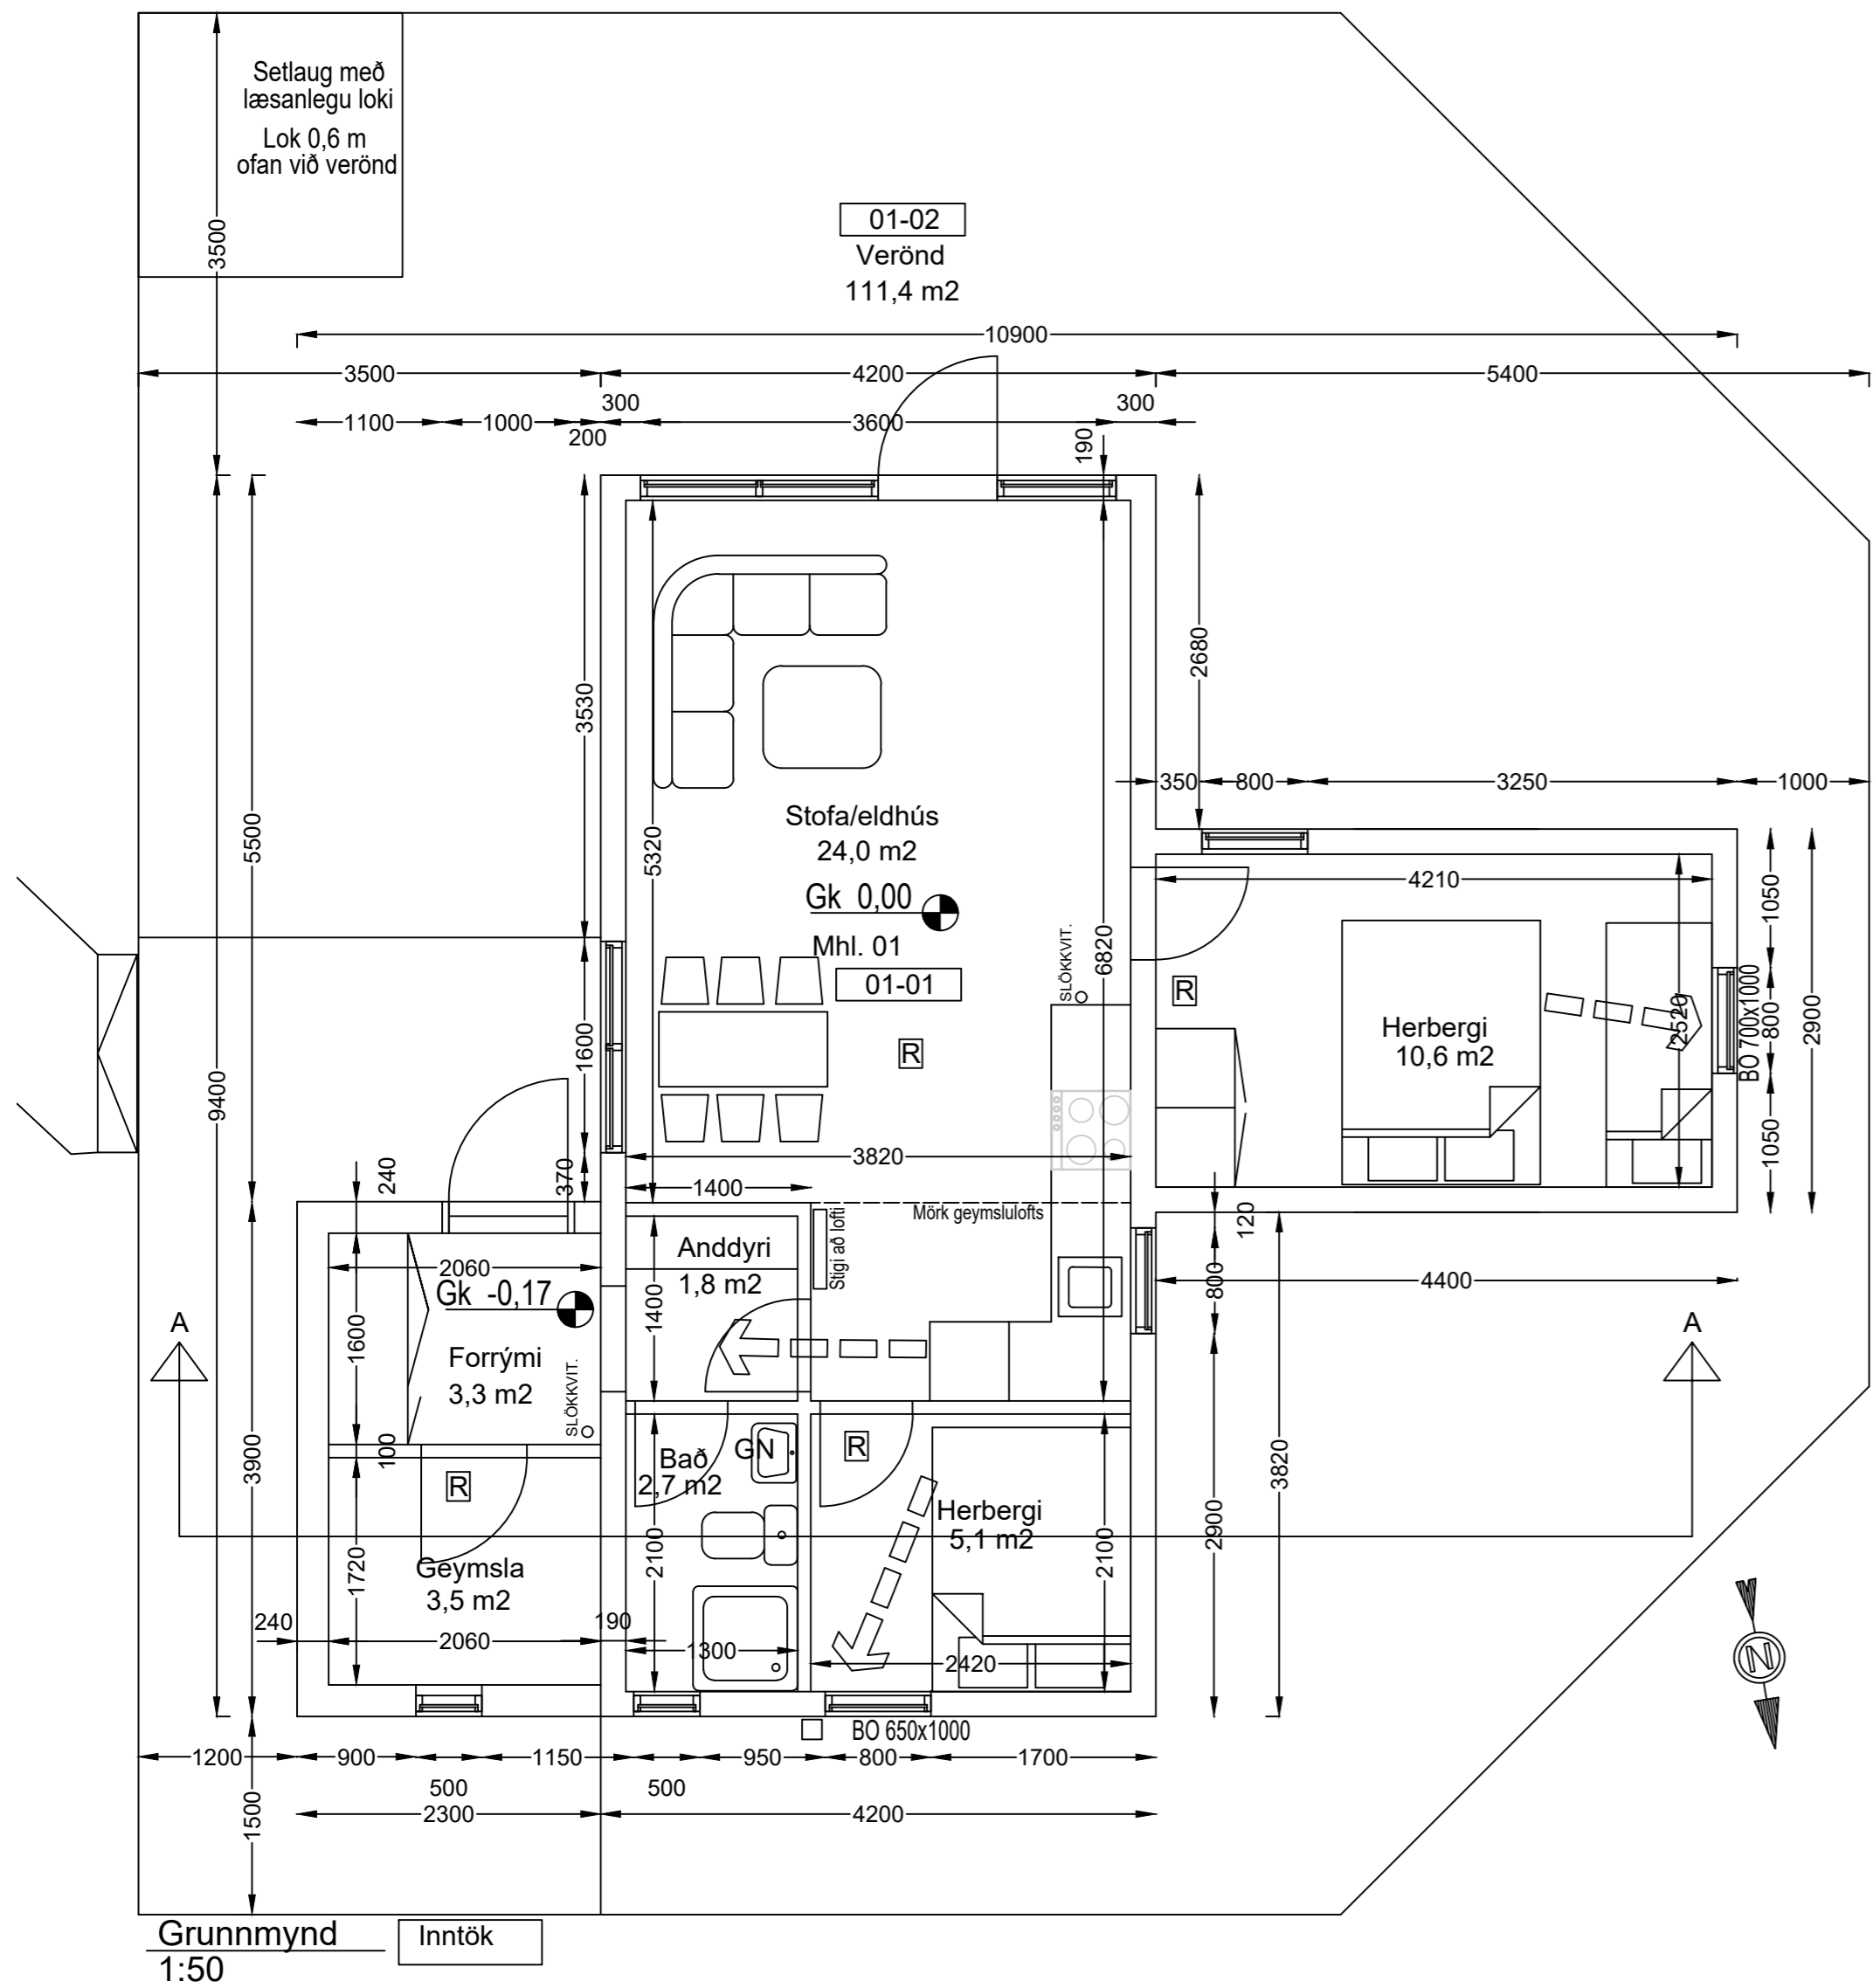 Setlaug með
læsanlegu loki
Lok 0,6 m
ofan við verönd
3500
01-02
Verönd
111,4 m2
10900
3500
4200
5400
300
300
1100
1000
3600
200
190
2680
3530
5500
5320
350
800
3250
1000
Stofa/eldhús
24,0 m2
Gk 0,00
Mhl. 01
01-01
4210
1050
SLÖKKVIT.
6820
R
R
Herbergi
10,6 m2
2520
BO 700x1000
800
2900
1600
9400
1050
3820
240
370
1400
Mörk geymslulofts
Stigi að lofti
120
Anddyri
1,8 m2
2060
Gk -0,17
1400
800
4400
A
A
1600
Forrými
3,3 m2
SLÖKKVIT.
100
3900
R
Bað
2,7 m2
GN
R
3820
Herbergi
5,1 m2
2900
2100
2100
1720
Geymsla
3,5 m2
240
190
2060
1300
2420
N
BO 650x1000
1200
900
1150
950
800
1700
500
500
1500
2300
4200
Grunnmynd
1:50
Inntök